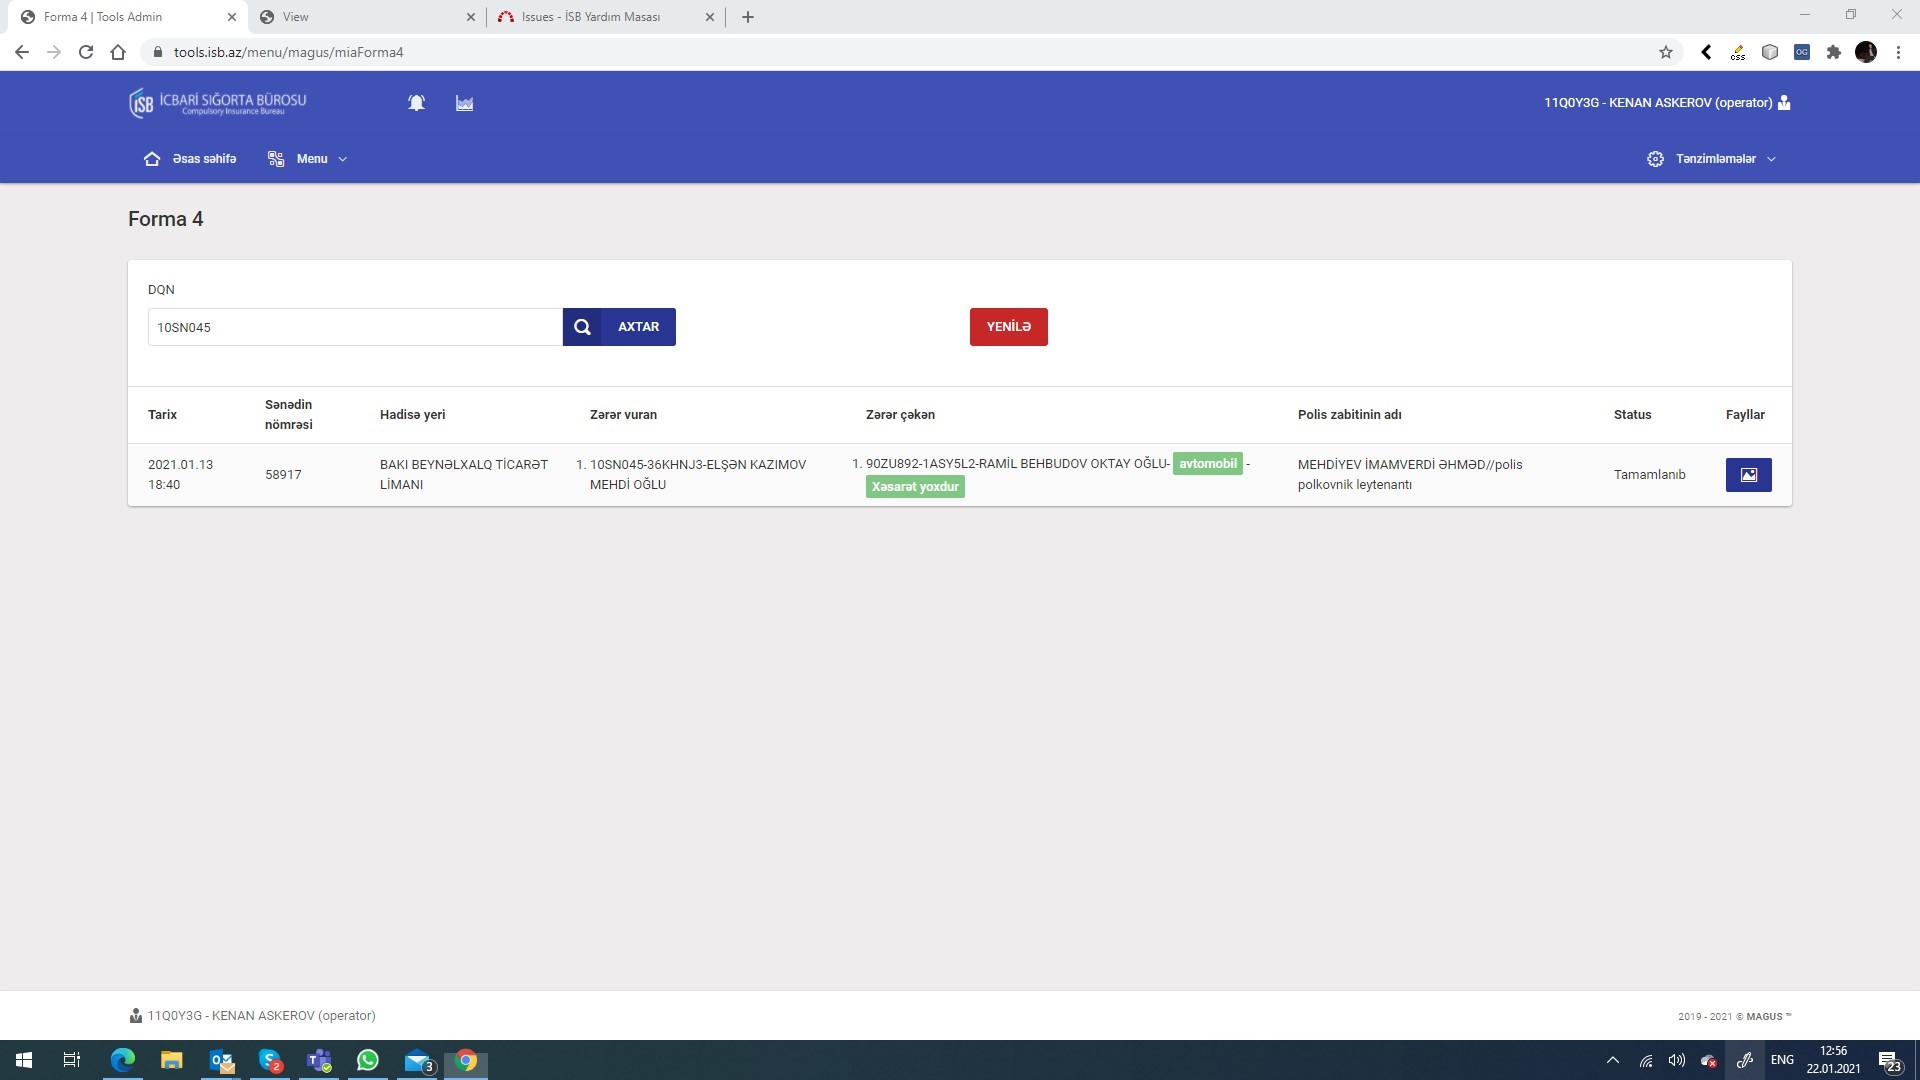 Forma 4 | Tools Admin
View
Issues - İSB Yardım Masası
tools.isb.az/menu/magus/miaForma4
css
OG
İSB
İCBARİ SIĞORTA BÜROSU
Compulsory Insurance Bureau
11Q0Y3G - KENAN ASKEROV (operator)
Əsas səhifə
Menu
Tənzimləmələr
Forma 4
DQN
10SN045
AXTAR
YENİLƏ
Tarix
Sənədin
nömrəsi
Hadisə yeri
Zərər vuran
Zərər çəkən
Polis zabitinin adı
Status
Fayllar
2021.01.13
18:40
58917
BAKI BEYNƏLXALQ TİCARƏT
LİMANI
1. 10SN045-36KHNJ3-ELŞƏN KAZIMOV
MEHDİ OĞLU
1. 90ZU892-1ASY5L2-RAMİL BEHBUDOV OKTAY OĞLU- avtomobil -
Xəsarət yoxdur
MEHDİYEV İMAMVERDİ ƏHMƏD//polis
polkovnik leytenantı
Tamamlanıb
11Q0Y3G - KENAN ASKEROV (operator)
2019 - 2021 © MAGUS ™
2
3
ENG
12:56
22.01.2021
23